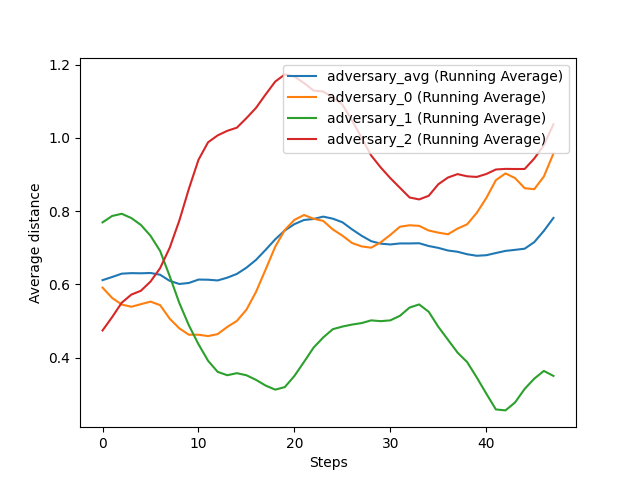 1.2
1.0
0.8
0.6
0.4
Average distance
adversary_avg (Running Average)
adversary_0 (Running Average)
adversary_1 (Running Average)
adversary_2 (Running Average)
0 10 20 30 40
Steps